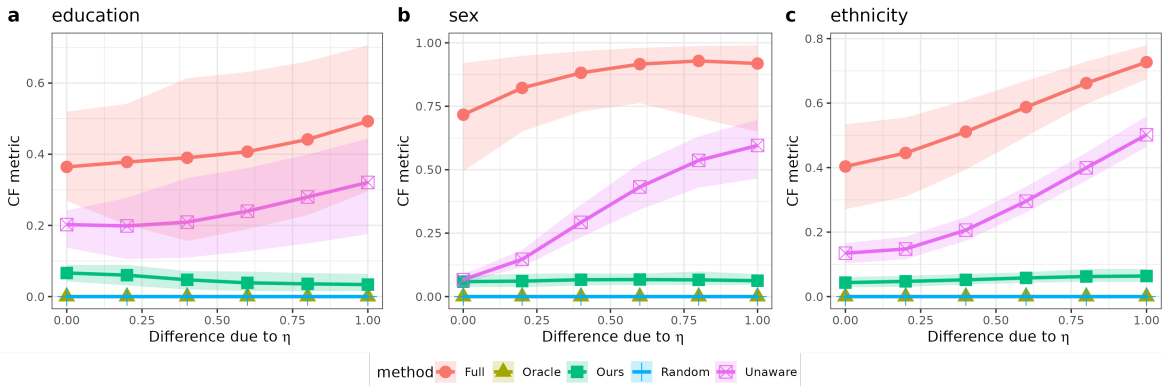 a education
b sex
c ethnicity
CF metric
0.6
0.4
0.2
0.0
0.00 0.25 0.50 0.75 1.00
Difference due to η
CF metric
1.00
0.75
0.50
0.25
0.00
0.00 0.25 0.50 0.75 1.00
Difference due to η
CF metric
0.8
0.6
0.4
0.2
0.0
0.00 0.25 0.50 0.75 1.00
Difference due to η
method Full Oracle Ours Random Unaware